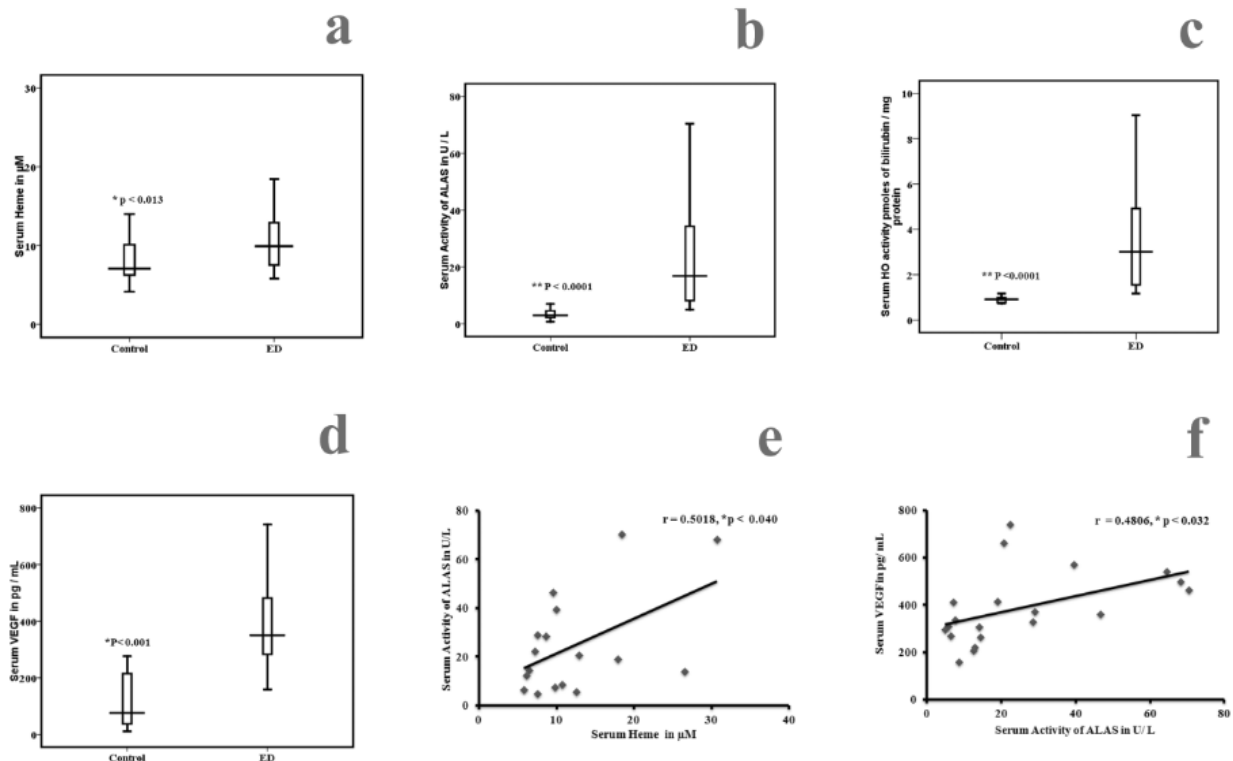 a
30
20
10
0
Serum Heme in µM
* p < 0.013
Control
ED
b
80
60
40
20
0
Serum Activity of ALAS in U / L
** P < 0.0001
Control
ED
c
10
8
6
4
2
0
Serum HO activity pmoles of bilirubin / mg
protein
** P <0.0001
Control
ED
d
800
600
400
200
0
Serum VEGF in pg / mL
*P< 0.001
Control
ED
e
80
60
40
20
0
Serum Activity of ALAS in U/L
r = 0.5018, *p < 0.040
0
10
20
30
40
Serum Heme in µM
f
800
600
400
200
0
Serum VEGF in pg/ mL
r = 0.4806, * p < 0.032
0
20
40
60
80
Serum Activity of ALAS in U/ L